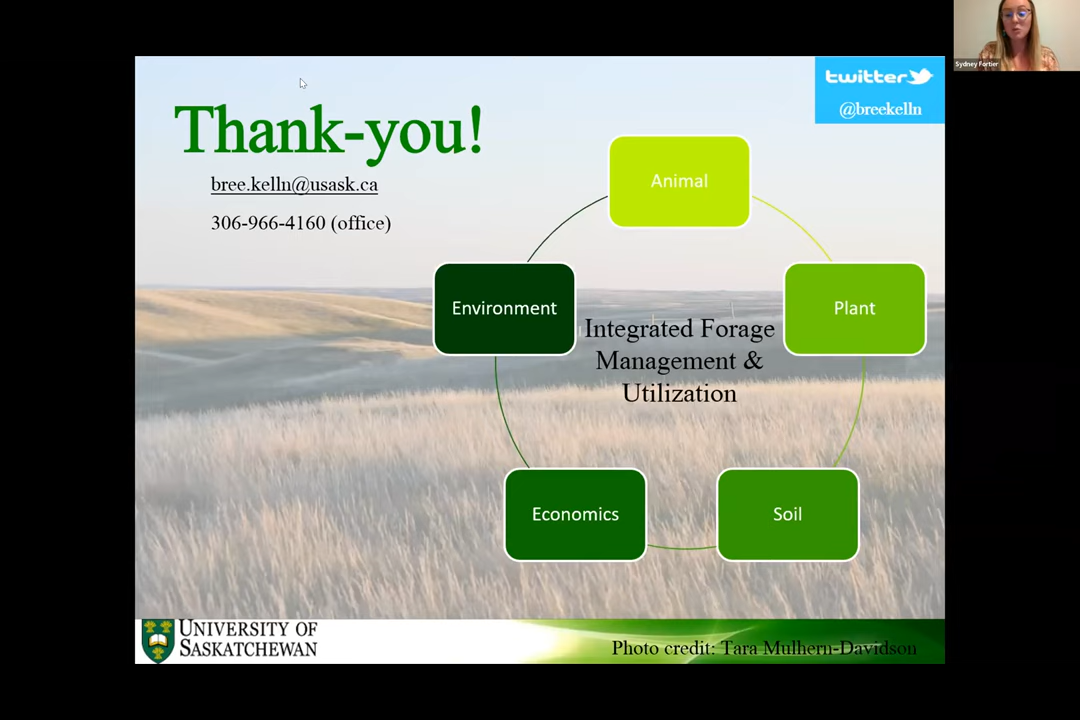 Sydney Fortier
twitter
@breekelln
Thank-you!
bree.kelln@usask.ca
306-966-4160 (office)
Animal
Environment
Plant
Integrated Forage
Management &
Utilization
Economics
Soil
UNIVERSITY OF
SASKATCHEWAN
Photo credit: Tara Mulhern-Davidson